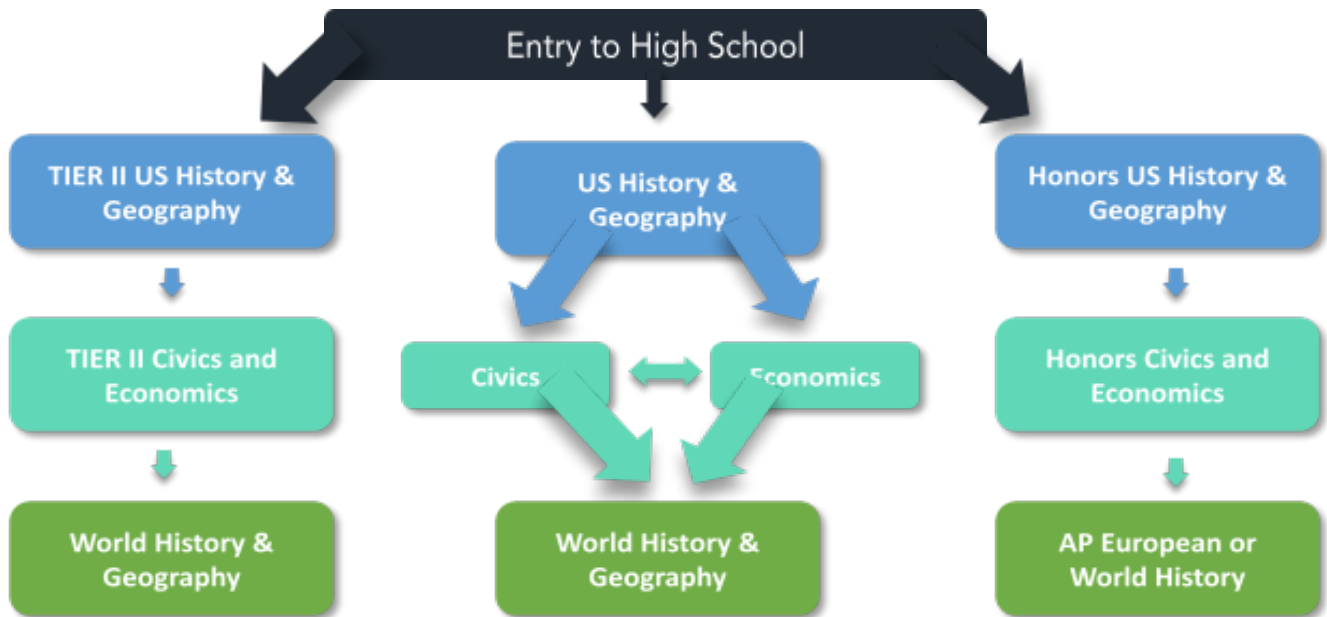 Entry to High School
TIER II US History &
Geography
US History &
Geography
Honors US History &
Geography
TIER II Civics and
Economics
Civics
Economics
Honors Civics and
Economics
World History &
Geography
World History &
Geography
AP European or
World History